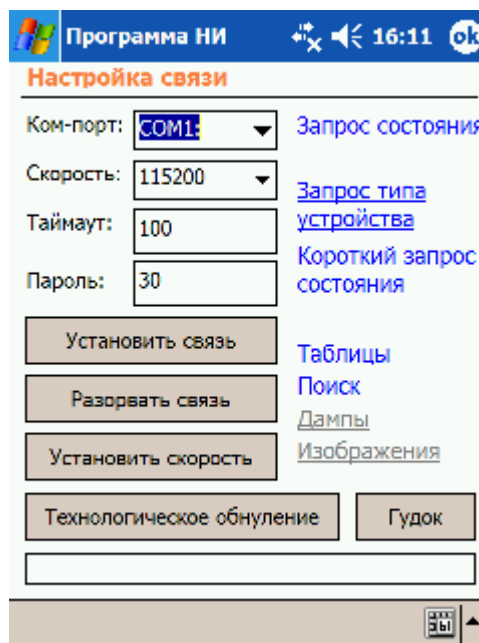 Программа НИ 16:11 ok
Настройка связи
Ком-порт: COM1: Запрос состояния
Скорость: 115200 Запрос типа
устройства
Таймаут: 100
Короткий запрос
состояния
Пароль: 30
Установить связь
Таблицы
Разорвать связь Поиск
Дампы
Установить скорость Изображения
Технологическое обнуление Гудок